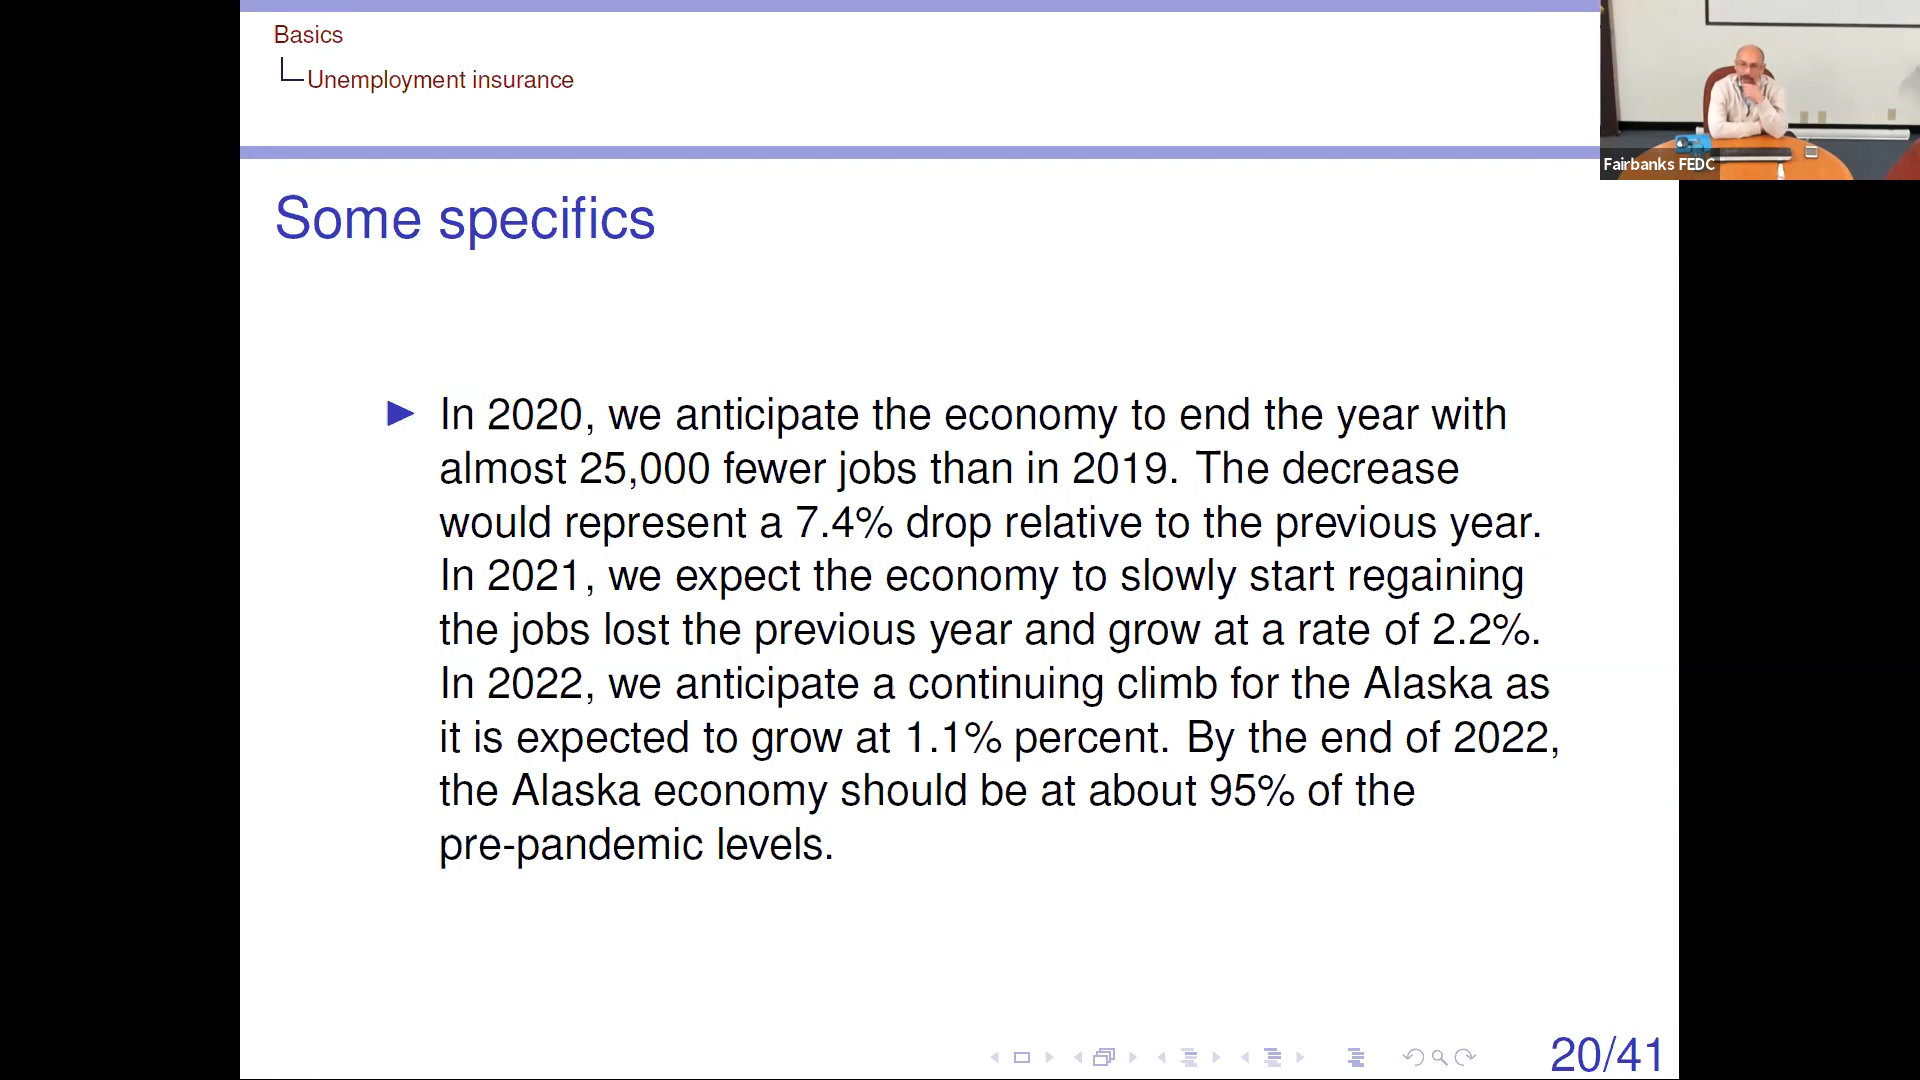 Basics
Unemployment insurance
Fairbanks FEDC
Some specifics
In 2020, we anticipate the economy to end the year with
almost 25,000 fewer jobs than in 2019. The decrease
would represent a 7.4% drop relative to the previous year.
In 2021, we expect the economy to slowly start regaining
the jobs lost the previous year and grow at a rate of 2.2%.
In 2022, we anticipate a continuing climb for the Alaska as
it is expected to grow at 1.1% percent. By the end of 2022,
the Alaska economy should be at about 95% of the
pre-pandemic levels.
20/41